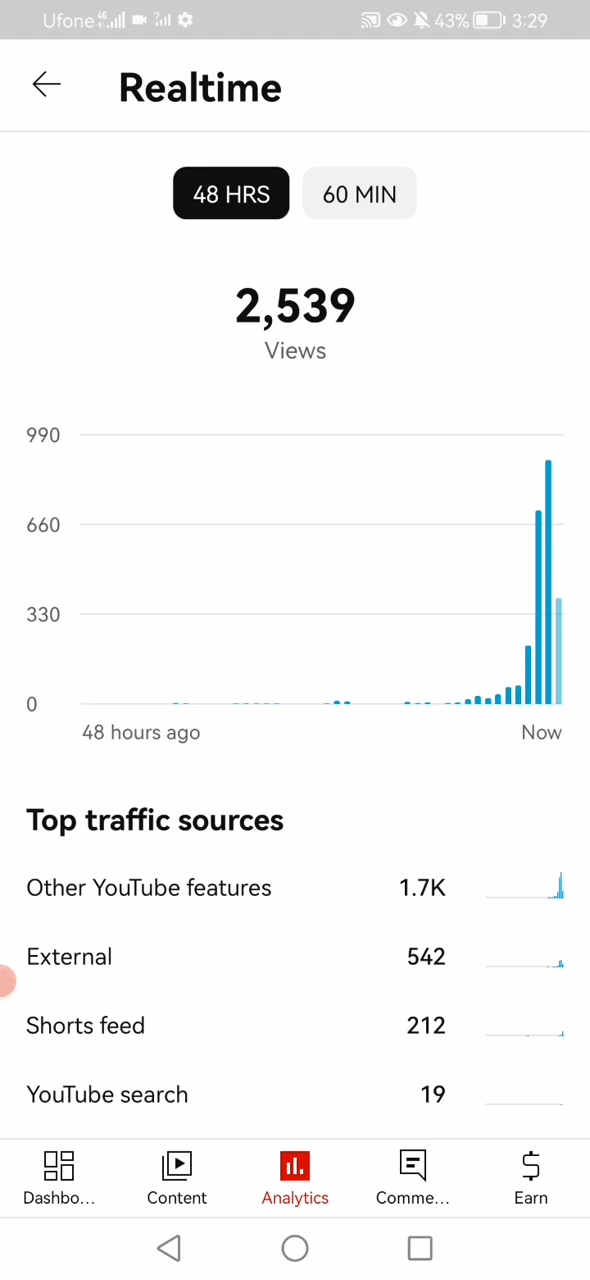 Ufone 4G ? 43% 3:29
Realtime
48 HRS 60 MIN
2,539
Views
990
660
330
0
48 hours ago Now
Top traffic sources
Other YouTube features 1.7K
External 542
Shorts feed 212
YouTube search 19
Dashbo... Content Analytics Comme... Earn